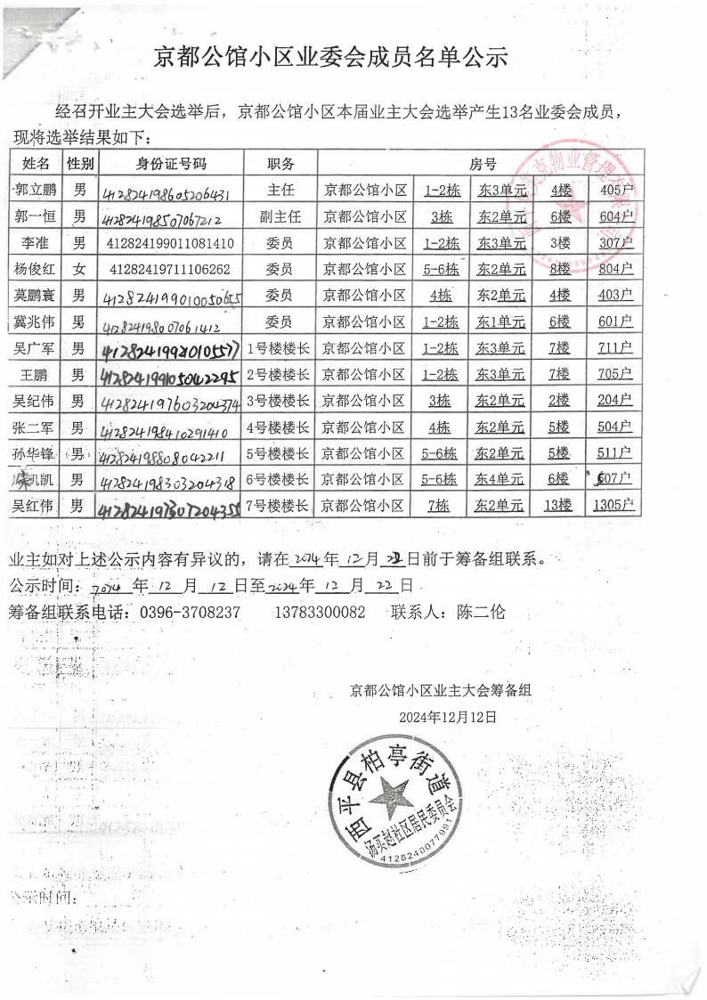 京都公馆小区业委会成员名单公示
经召开业主大会选举后，京都公馆小区本届业主大会选举产生13名业委会成员，
现将选举结果如下：
姓名 性别 身份证号码 职务 房号
郭立鹏 男 412824198605206431 主任 京都公馆小区 1-2栋 东3单元 4楼 405户
郭一恒 男 412824198507067212 副主任 京都公馆小区 3栋 东2单元 6楼 604户
李准 男 412824199011081410 委员 京都公馆小区 1-2栋 东3单元 3楼 307户
杨俊红 女 41282419711106262 委员 京都公馆小区 5-6栋 东2单元 8楼 804户
莫鹏寰 男 412824199010050655 委员 京都公馆小区 4栋 东2单元 4楼 403户
冀兆伟 男 412824198007061412 委员 京都公馆小区 1-2栋 东1单元 6楼 601户
吴广军 男 1号楼楼长 京都公馆小区 1-2栋 东3单元 7楼 711户
王鹏 男 412824199105042295 2号楼楼长 京都公馆小区 1-2栋 东3单元 7楼 705户
吴纪伟 男 412824197603204374 3号楼楼长 京都公馆小区 3栋 东2单元 2楼 204户
张二军 男 412824198410291410 4号楼楼长 京都公馆小区 4栋 东2单元 5楼 504户
孙华锋 男 412824198808042211 5号楼楼长 京都公馆小区 5-6栋 东2单元 5楼 511户
凯 男 412824198303204318 6号楼楼长 京都公馆小区 5-6栋 东4单元 6楼 607户
吴红伟 男 412824197307204355 7号楼楼长 京都公馆小区 7栋 东2单元 13楼 1305户
业主如对上述公示内容有异议的，请在2024年12月22日前于筹备组联系。
公示时间：2024年12月12日至2024年12月22日
筹备组联系电话：0396-3708237 13783300082 联系人：陈二伦
京都公馆小区业主大会筹备组
2024年12月12日
西平县柏亭街道
汤买赵社区居民委员会
4128240077991
公示时间：